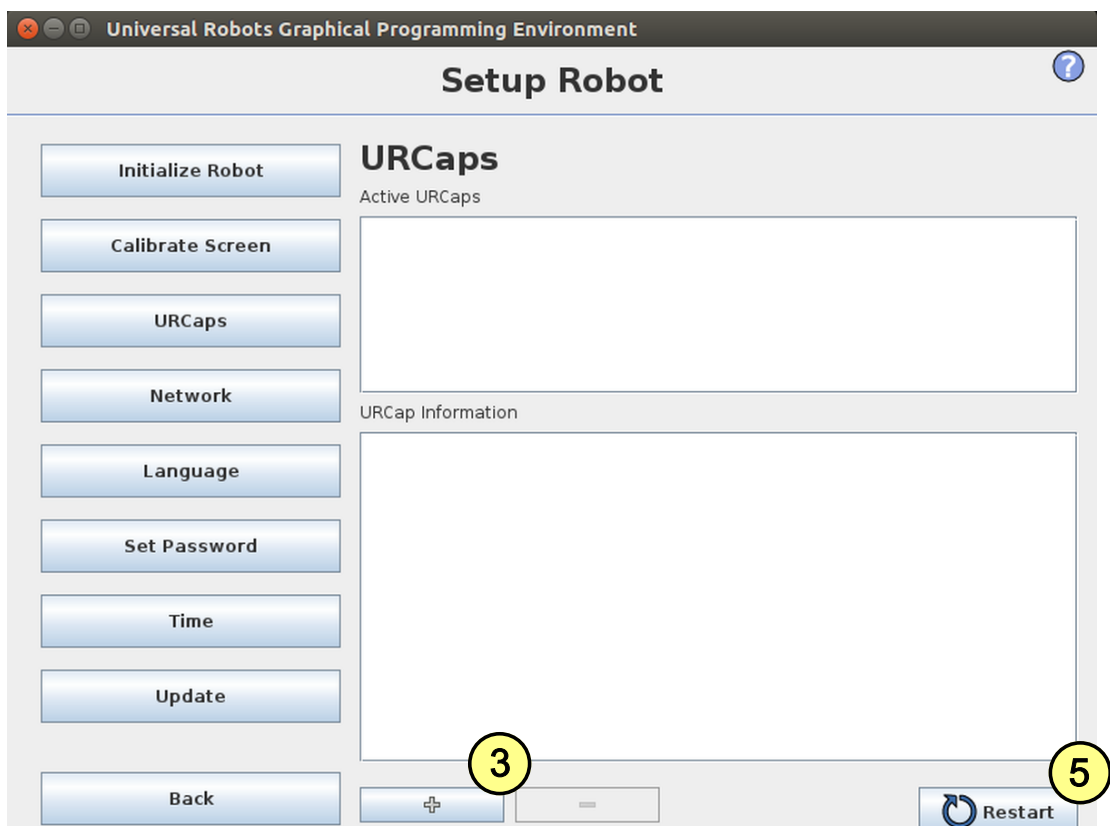 Universal Robots Graphical Programming Environment
Setup Robot
?
Initialize Robot
Calibrate Screen
URCaps
Network
Language
Set Password
Time
Update
Back
URCaps
Active URCaps
URCap Information
3
5
Restart